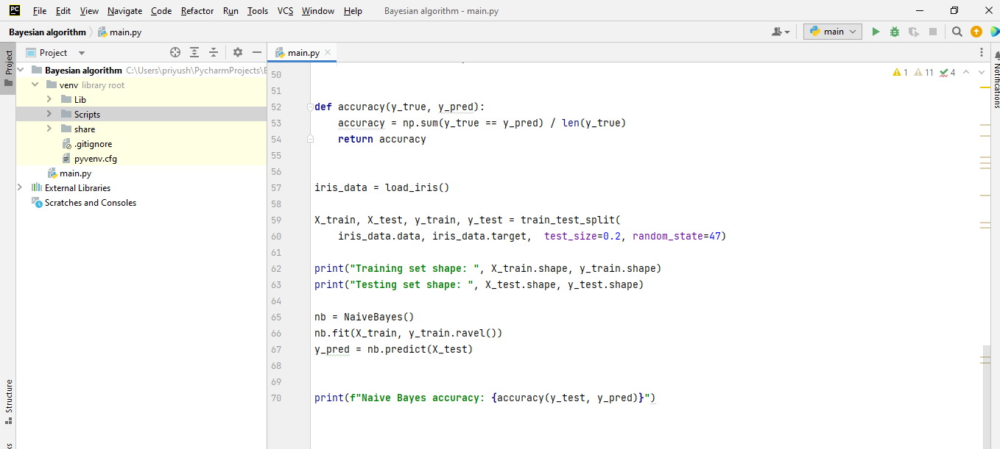 PC File Edit View Navigate Code Refactor Run Tools VCS Window Help Bayesian algorithm - main.py
Bayesian algorithm main.py main
Project Project main.py
Bayesian algorithm C:\Users\priyush\PycharmProjects\B
venv library root
Lib
Scripts
share
.gitignore
pyvenv.cfg
main.py
External Libraries
Scratches and Consoles
Structure
1 11 4
Notifications
50
51
52 def accuracy(y_true, y_pred):
53     accuracy = np.sum(y_true == y_pred) / len(y_true)
54     return accuracy
55
56
57 iris_data = load_iris()
58
59 X_train, X_test, y_train, y_test = train_test_split(
60     iris_data.data, iris_data.target,  test_size=0.2, random_state=47)
61
62 print("Training set shape: ", X_train.shape, y_train.shape)
63 print("Testing set shape: ", X_test.shape, y_test.shape)
64
65 nb = NaiveBayes()
66 nb.fit(X_train, y_train.ravel())
67 y_pred = nb.predict(X_test)
68
69
70 print(f"Naive Bayes accuracy: {accuracy(y_test, y_pred)}")